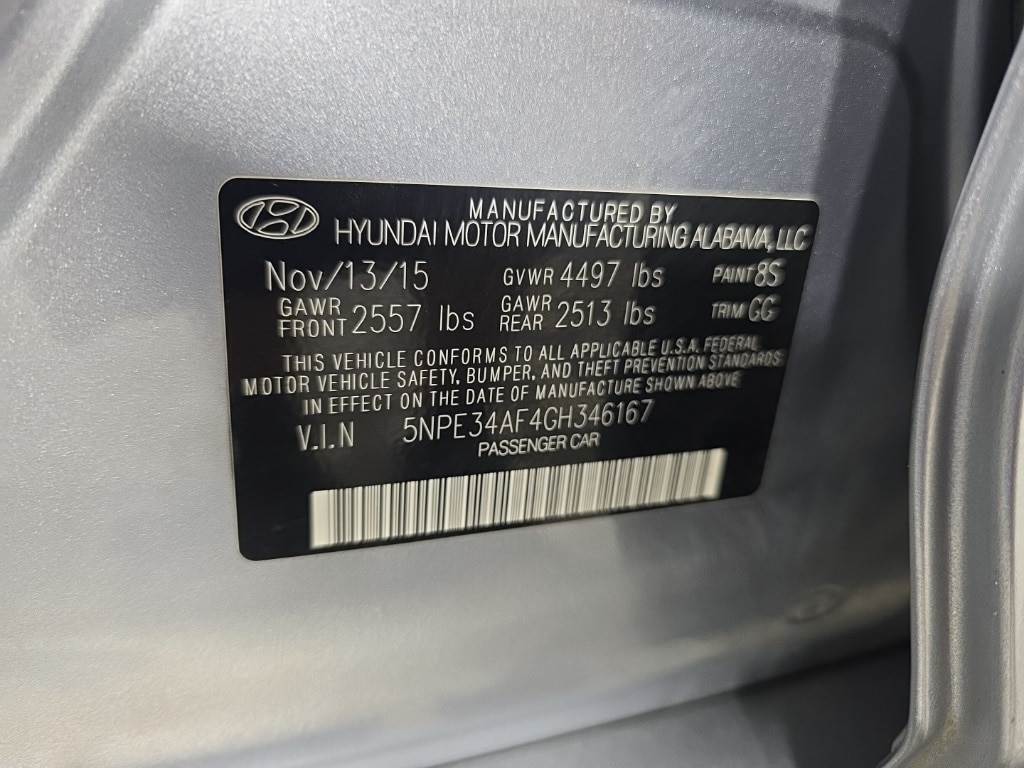 MANUFACTURED BY
HYUNDAI MOTOR MANUFACTURING ALABAMA, LLC
Nov/13/15 GVWR 4497 lbs PAINT 8S
GAWR FRONT 2557 lbs GAWR REAR 2513 lbs TRIM GG
THIS VEHICLE CONFORMS TO ALL APPLICABLE U.S.A. FEDERAL
MOTOR VEHICLE SAFETY, BUMPER, AND THEFT PREVENTION STANDARDS
IN EFFECT ON THE DATE OF MANUFACTURE SHOWN ABOVE
V.I.N 5NPE34AF4GH346167
PASSENGER CAR